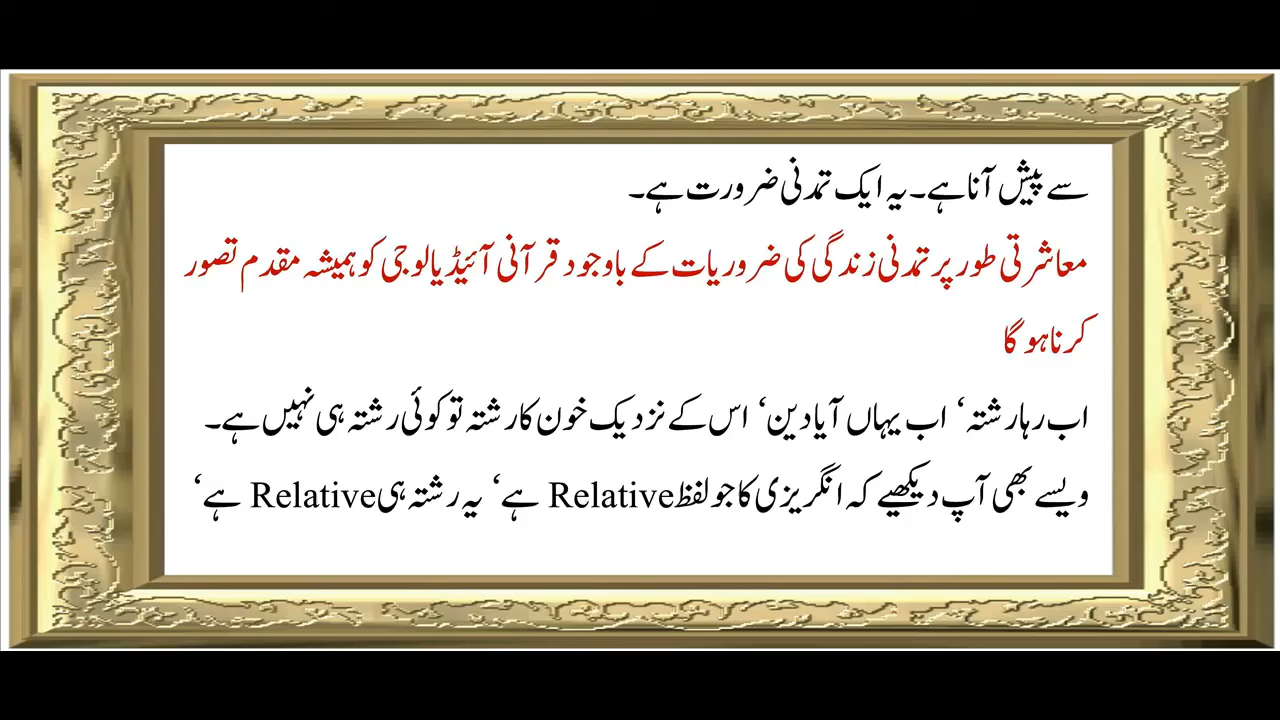 سے پیش آنا ہے۔ یہ ایک تمدنی ضرورت ہے۔
معاشرتی طور پر تمدنی زندگی کی ضروریات کے باوجود قرآنی آئیڈیالوجی کو ہمیشہ مقدم تصور
کرنا ہو گا
اب رہا رشتہ‘ اب یہاں آیا دین‘ اس کے نزدیک خون کا رشتہ تو کوئی رشتہ ہی نہیں ہے۔
ویسے بھی آپ دیکھیے کہ انگریزی کا جو لفظ Relative ہے‘ یہ رشتہ ہی Relative ہے‘